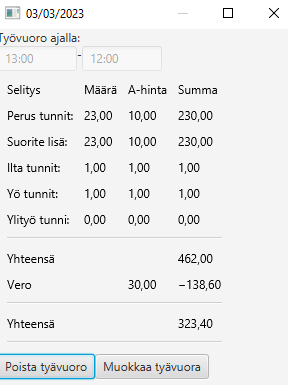 03/03/2023
Työvuoro ajalla:
13:00 - 12:00
Selitys Määrä A-hinta Summa
Perus tunnit: 23,00 10,00 230,00
Suorite lisä: 23,00 10,00 230,00
Ilta tunnit: 1,00 1,00 1,00
Yö tunnit: 1,00 1,00 1,00
Ylityö tunni: 0,00 0,00 0,00
Yhteensä 462,00
Vero 30,00 −138,60
Yhteensä 323,40
Poista tyävuoro Muokkaa tyävuora